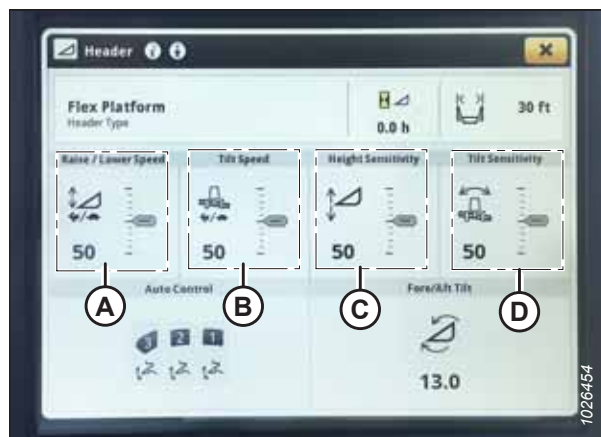 Header
Flex Platform
Header Type
0.0 h
30 ft
Raise / Lower Speed
Tilt Speed
Height Sensitivity
Tilt Sensitivity
50
50
50
50
A
B
C
D
Auto Control
Fore/Aft Tilt
3 2 1
13.0
1026454